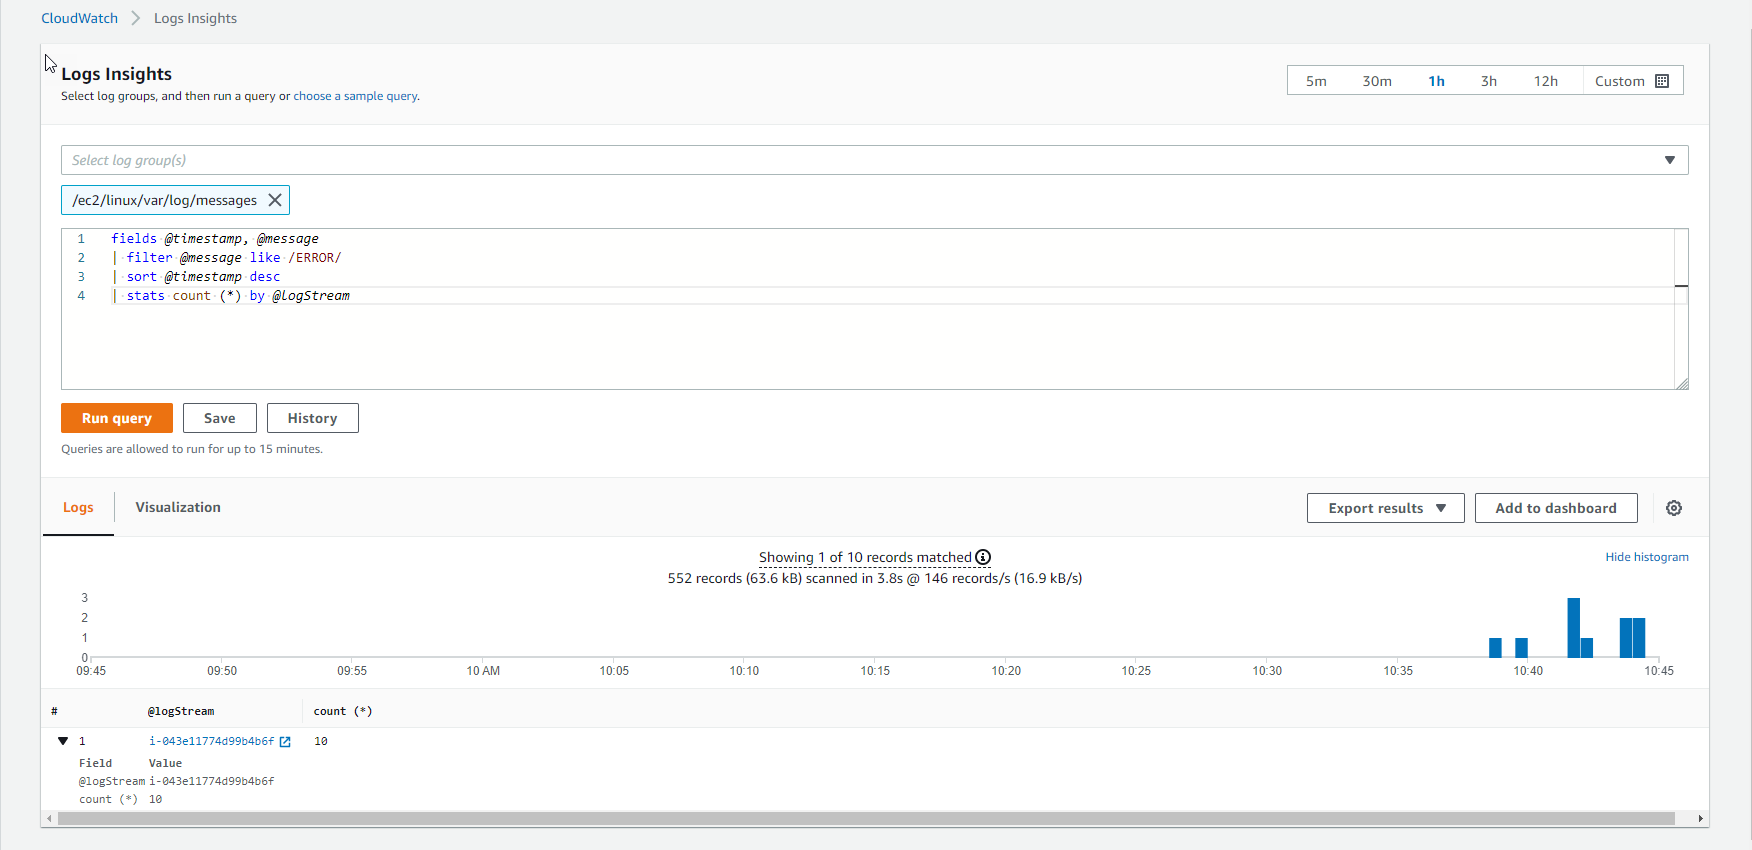 CloudWatch > Logs Insights
Logs Insights
Select log groups, and then run a query or choose a sample query.
5m 30m 1h 3h 12h Custom
Select log group(s)
/ec2/linux/var/log/messages
1 fields @timestamp, @message
2 | filter @message like /ERROR/
3 | sort @timestamp desc
4 | stats count (*) by @logStream
Run query Save History
Queries are allowed to run for up to 15 minutes.
Logs Visualization Export results Add to dashboard
Showing 1 of 10 records matched
Hide histogram
552 records (63.6 kB) scanned in 3.8s @ 146 records/s (16.9 kB/s)
3
2
1
0
09:45 09:50 09:55 10 AM 10:05 10:10 10:15 10:20 10:25 10:30 10:35 10:40 10:45
# @logStream count (*)
1 i-043e11774d99b4b6f 10
Field Value
@logStream i-043e11774d99b4b6f
count (*) 10